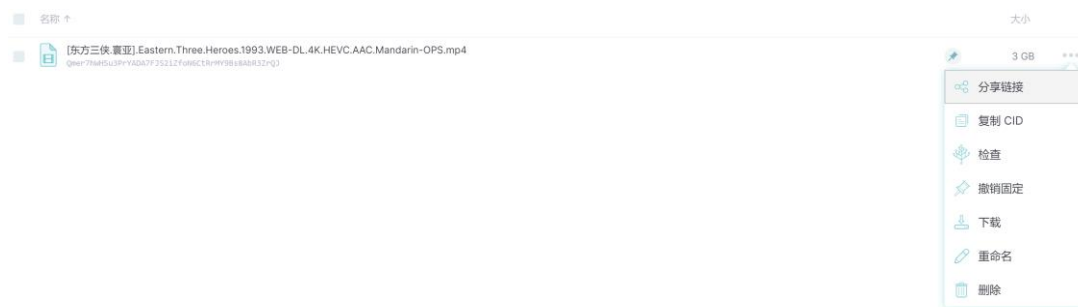 名称 ↑ 大小
[东方三侠.寰亚].Eastern.Three.Heroes.1993.WEB-DL.4K.HEVC.AAC.Mandarin-OPS.mp4 3 GB
分享链接
复制 CID
检查
撤销固定
下载
重命名
删除